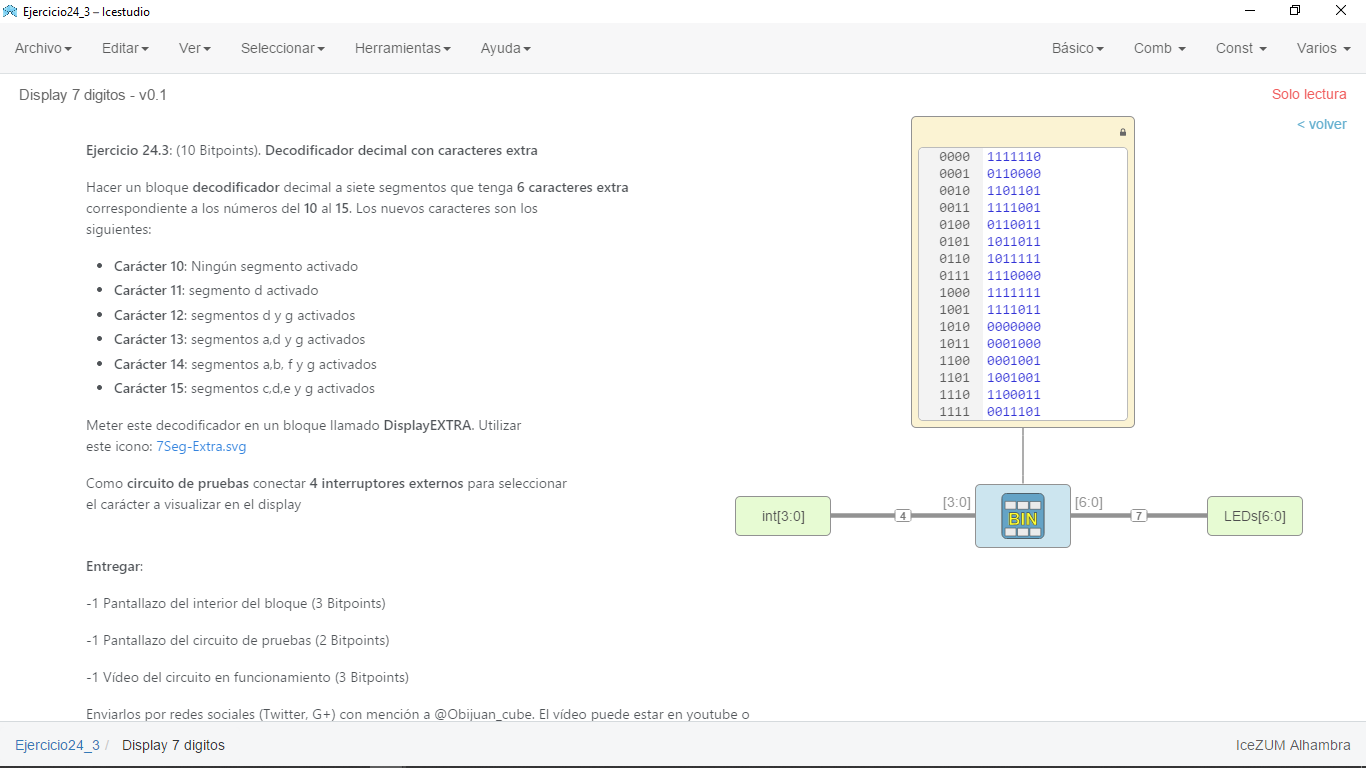 Ejercicio24_3 – Icestudio
Archivo Editar Ver Seleccionar Herramientas Ayuda Básico Comb Const Varios
Display 7 digitos - v0.1
Solo lectura
< volver
Ejercicio 24.3: (10 Bitpoints). Decodificador decimal con caracteres extra
Hacer un bloque decodificador decimal a siete segmentos que tenga 6 caracteres extra
correspondiente a los números del 10 al 15. Los nuevos caracteres son los
siguientes:
• Carácter 10: Ningún segmento activado
• Carácter 11: segmento d activado
• Carácter 12: segmentos d y g activados
• Carácter 13: segmentos a,d y g activados
• Carácter 14: segmentos a,b, f y g activados
• Carácter 15: segmentos c,d,e y g activados
Meter este decodificador en un bloque llamado DisplayEXTRA. Utilizar
este icono: 7Seg-Extra.svg
Como circuito de pruebas conectar 4 interruptores externos para seleccionar
el carácter a visualizar en el display
Entregar:
-1 Pantallazo del interior del bloque (3 Bitpoints)
-1 Pantallazo del circuito de pruebas (2 Bitpoints)
-1 Vídeo del circuito en funcionamiento (3 Bitpoints)
Enviarlos por redes sociales (Twitter, G+) con mención a @Obijuan_cube. El vídeo puede estar en youtube o
0000 1111110
0001 0110000
0010 1101101
0011 1111001
0100 0110011
0101 1011011
0110 1011111
0111 1110000
1000 1111111
1001 1111011
1010 0000000
1011 0001000
1100 0001001
1101 1001001
1110 1100011
1111 0011101
int[3:0]
4
[3:0]
BIN
[6:0]
7
LEDs[6:0]
Ejercicio24_3 / Display 7 digitos
IceZUM Alhambra